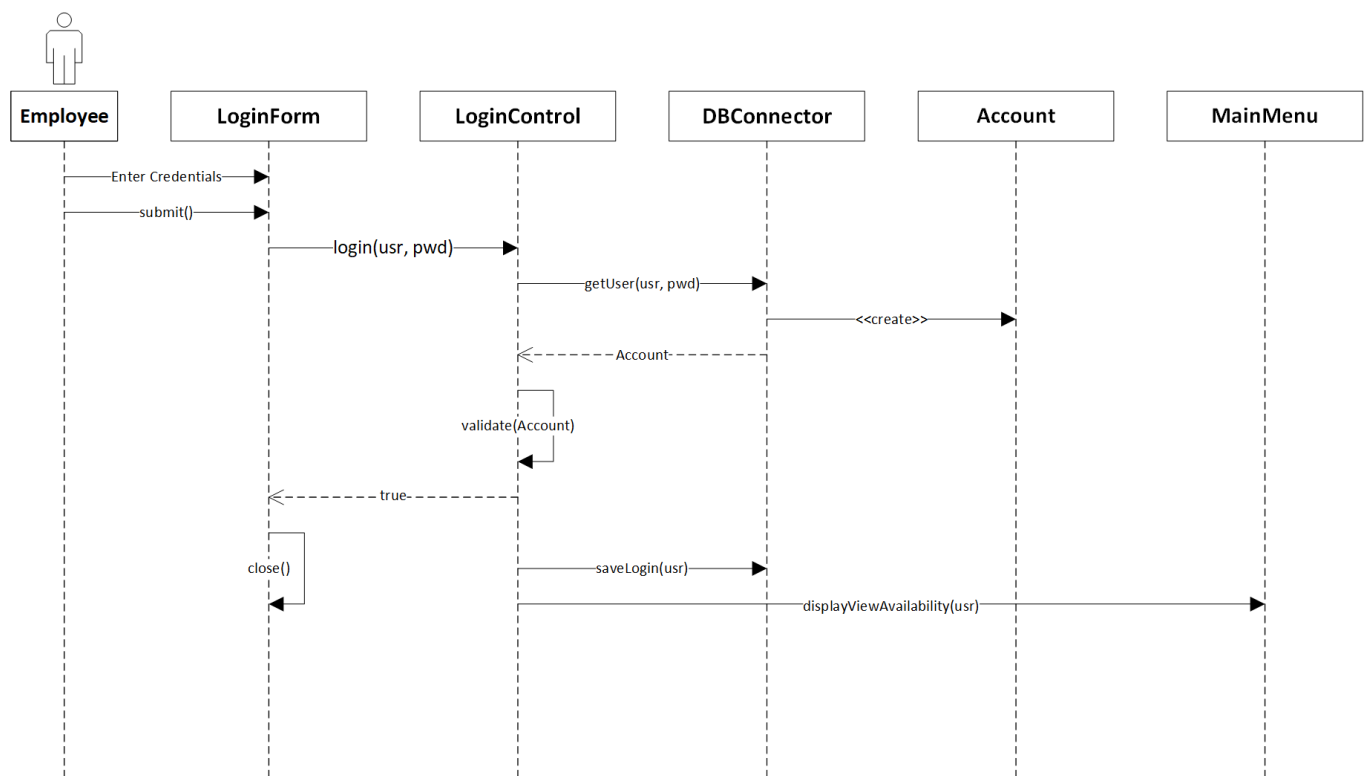 Employee
LoginForm
LoginControl
DBConnector
Account
MainMenu
Enter Credentials
submit()
login(usr, pwd)
getUser(usr, pwd)
<<create>>
Account
validate(Account)
true
close()
saveLogin(usr)
displayViewAvailability(usr)